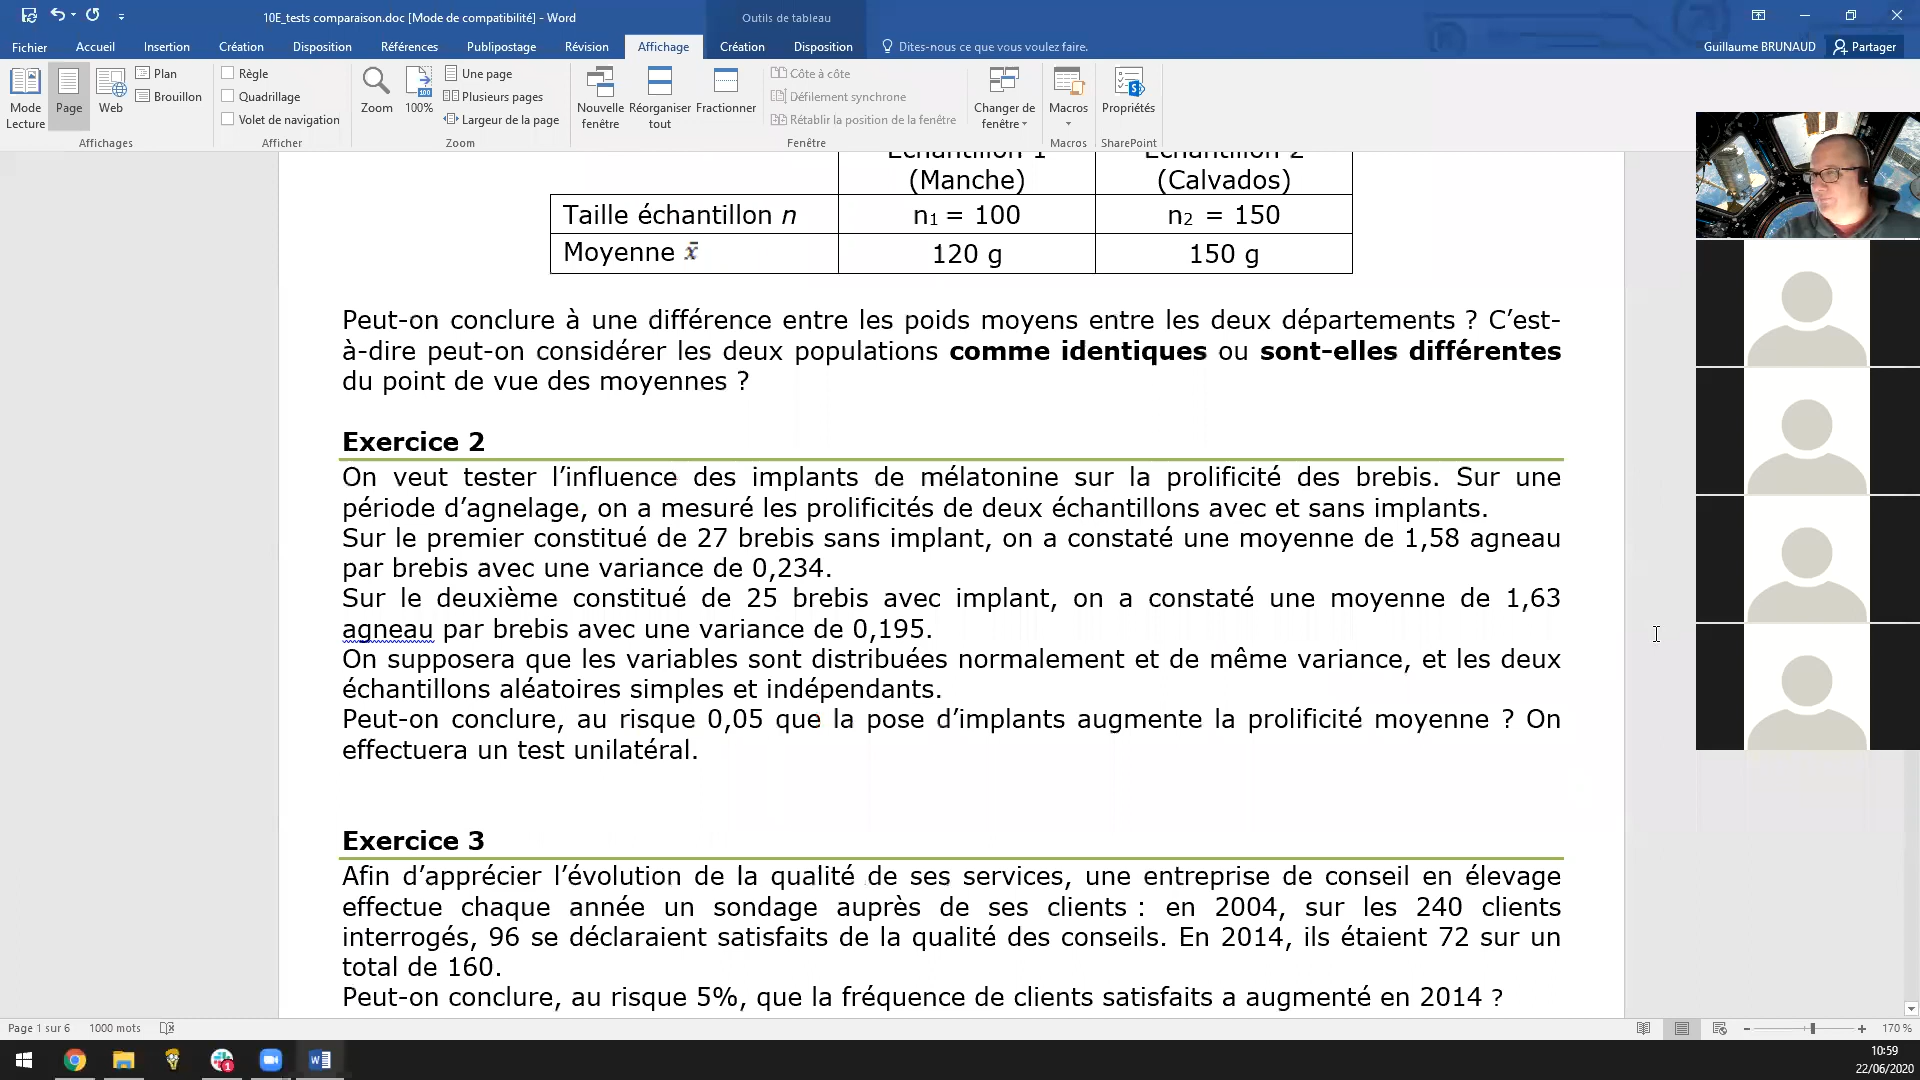 10E_tests comparaison.doc [Mode de compatibilité] - Word
Outils de tableau
Fichier Accueil Insertion Création Disposition Références Publipostage Révision Affichage Création Disposition Dites-nous ce que vous voulez faire. Guillaume BRUNAUD Partager
Mode Lecture
Page
Web
Plan
Brouillon
Affichages
Règle
Quadrillage
Volet de navigation
Afficher
Zoom
100%
Une page
Plusieurs pages
Largeur de la page
Zoom
Nouvelle fenêtre
Réorganiser tout
Fractionner
Côte à côte
Défilement synchrone
Rétablir la position de la fenêtre
Changer de fenêtre
Fenêtre
Macros
Macros
Propriétés
SharePoint
Echantillon 1 Echantillon 2
(Manche) (Calvados)
Taille échantillon n n1 = 100 n2 = 150
Moyenne x̄ 120 g 150 g
Peut-on conclure à une différence entre les poids moyens entre les deux départements ? C’est-
à-dire peut-on considérer les deux populations comme identiques ou sont-elles différentes
du point de vue des moyennes ?
Exercice 2
On veut tester l’influence des implants de mélatonine sur la prolificité des brebis. Sur une
période d’agnelage, on a mesuré les prolificités de deux échantillons avec et sans implants.
Sur le premier constitué de 27 brebis sans implant, on a constaté une moyenne de 1,58 agneau
par brebis avec une variance de 0,234.
Sur le deuxième constitué de 25 brebis avec implant, on a constaté une moyenne de 1,63
agneau par brebis avec une variance de 0,195.
On supposera que les variables sont distribuées normalement et de même variance, et les deux
échantillons aléatoires simples et indépendants.
Peut-on conclure, au risque 0,05 que la pose d’implants augmente la prolificité moyenne ? On
effectuera un test unilatéral.
Exercice 3
Afin d’apprécier l’évolution de la qualité de ses services, une entreprise de conseil en élevage
effectue chaque année un sondage auprès de ses clients : en 2004, sur les 240 clients
interrogés, 96 se déclaraient satisfaits de la qualité des conseils. En 2014, ils étaient 72 sur un
total de 160.
Peut-on conclure, au risque 5%, que la fréquence de clients satisfaits a augmenté en 2014 ?
Page 1 sur 6 1000 mots 170 %
10:59
22/06/2020